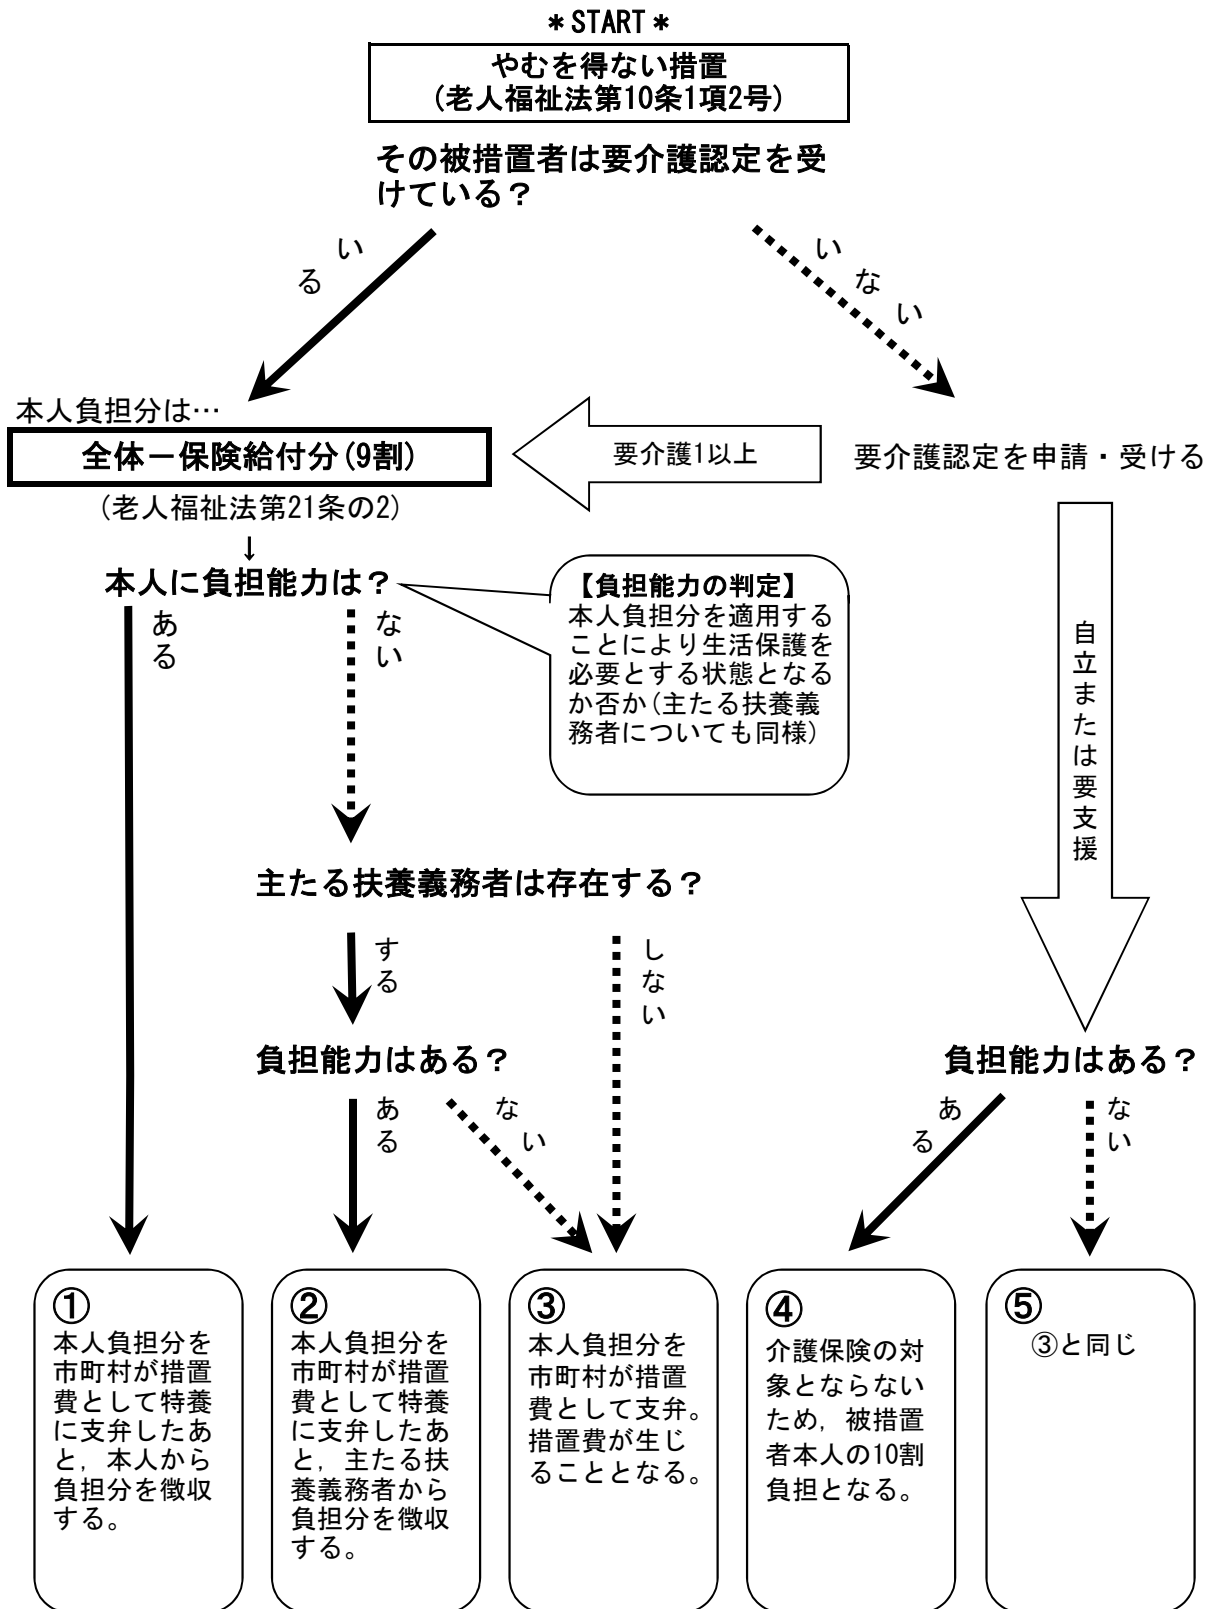 ＊START＊
やむを得ない措置
(老人福祉法第10条1項2号)
その被措置者は要介護認定を受
けている？
いる
いない
本人負担分は…
全体－保険給付分(9割)
(老人福祉法第21条の2)
要介護1以上
要介護認定を申請・受ける
↓
本人に負担能力は？
ある
ない
【負担能力の判定】
本人負担分を適用する
ことにより生活保護を
必要とする状態となる
か否か(主たる扶養義
務者についても同様)
自立または要支援
主たる扶養義務者は存在する？
する
しない
負担能力はある？
ある
ない
負担能力はある？
ある
ない
①
本人負担分を
市町村が措置
費として特養
に支弁したあ
と，本人から
負担分を徴収
する。
②
本人負担分を
市町村が措置
費として特養
に支弁したあ
と，主たる扶
養義務者から
負担分を徴収
する。
③
本人負担分を
市町村が措置
費として支弁。
措置費が生じ
ることとなる。
④
介護保険の対
象とならない
ため，被措置
者本人の10割
負担となる。
⑤
③と同じ